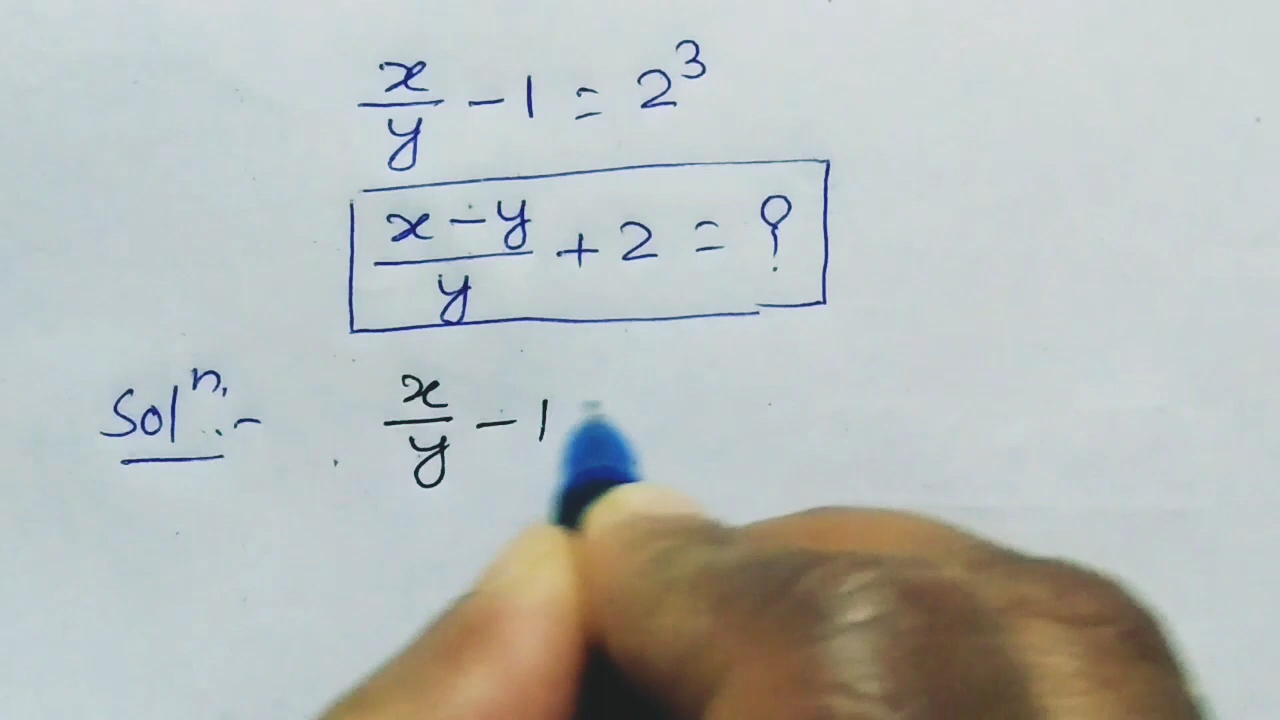 x/y - 1 = 2³
(x - y)/y + 2 = ?
Solⁿ. :- x/y - 1